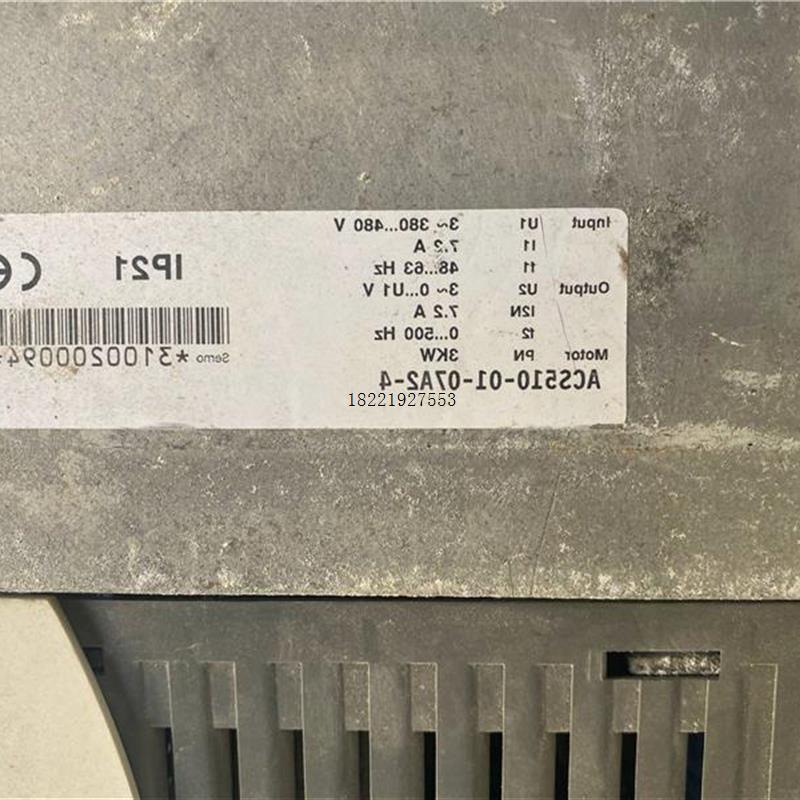 Input U1 3~ 380...480 V
I1 7.2 A
f1 48...63 Hz
Output U2 3~ 0...U1 V
I2N 7.2 A
f2 0...500 Hz
Motor PN 3KW
ACS510-01-07A2-4
IP21 CE
Semo *3100200094
18221927553